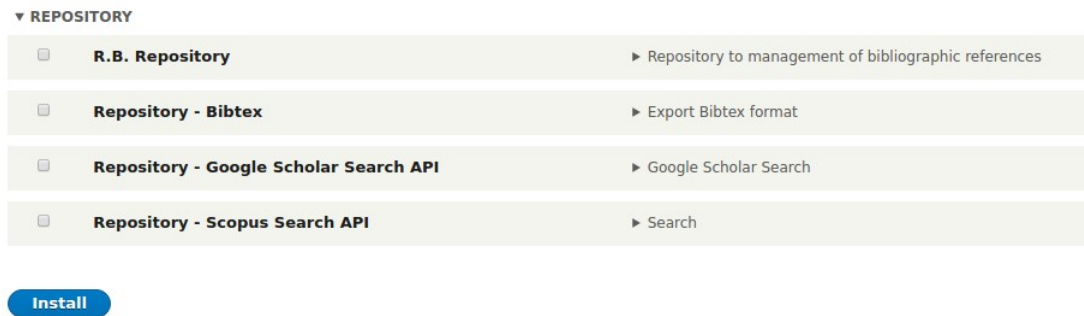 REPOSITORY
R.B. Repository Repository to management of bibliographic references
Repository - Bibtex Export Bibtex format
Repository - Google Scholar Search API Google Scholar Search
Repository - Scopus Search API Search
Install